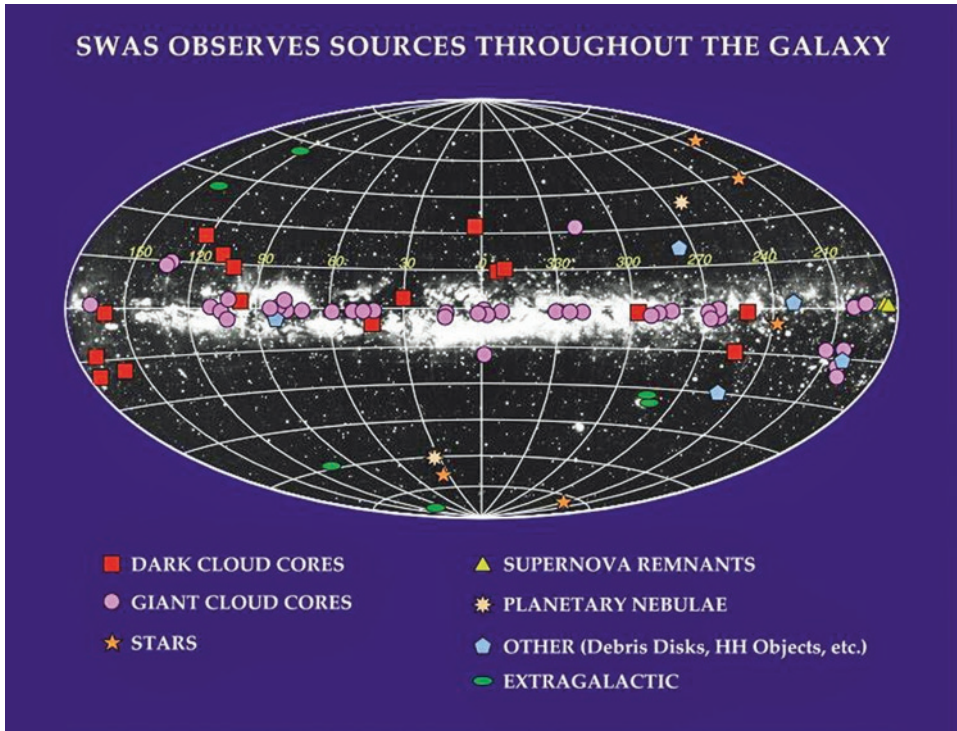 SWAS OBSERVES SOURCES THROUGHOUT THE GALAXY
150 120 90 60 30 0 330 300 270 240 210
DARK CLOUD CORES
GIANT CLOUD CORES
STARS
SUPERNOVA REMNANTS
PLANETARY NEBULAE
OTHER (Debris Disks, HH Objects, etc.)
EXTRAGALACTIC